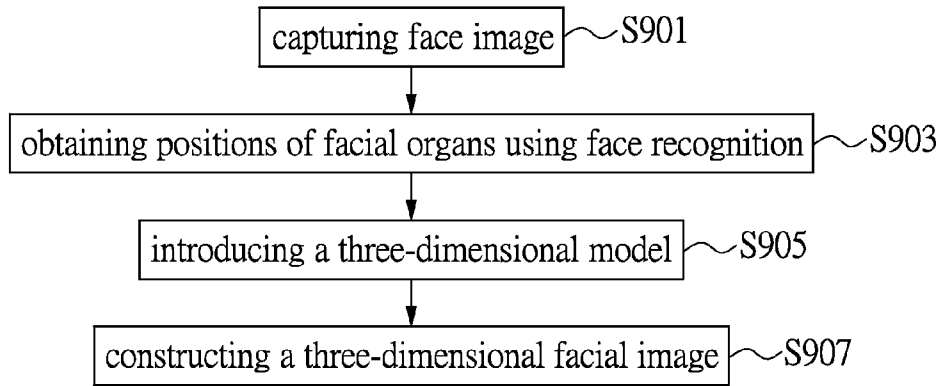 capturing face image S901
obtaining positions of facial organs using face recognition S903
introducing a three-dimensional model S905
constructing a three-dimensional facial image S907